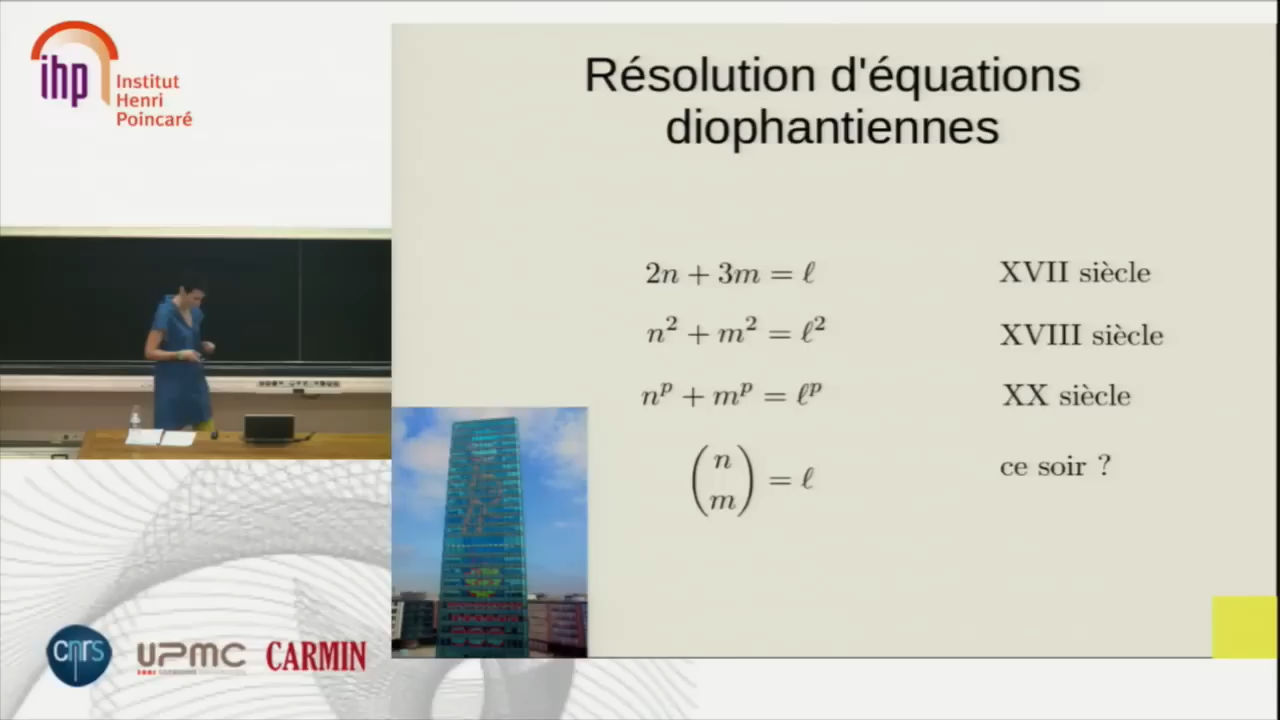 ihp
Institut
Henri
Poincaré
Résolution d'équations
diophantiennes
2n + 3m = ℓ XVII siècle
n² + m² = ℓ² XVIII siècle
nᵖ + mᵖ = ℓᵖ XX siècle
(n m) = ℓ ce soir ?
cnrs UPMC CARMIN